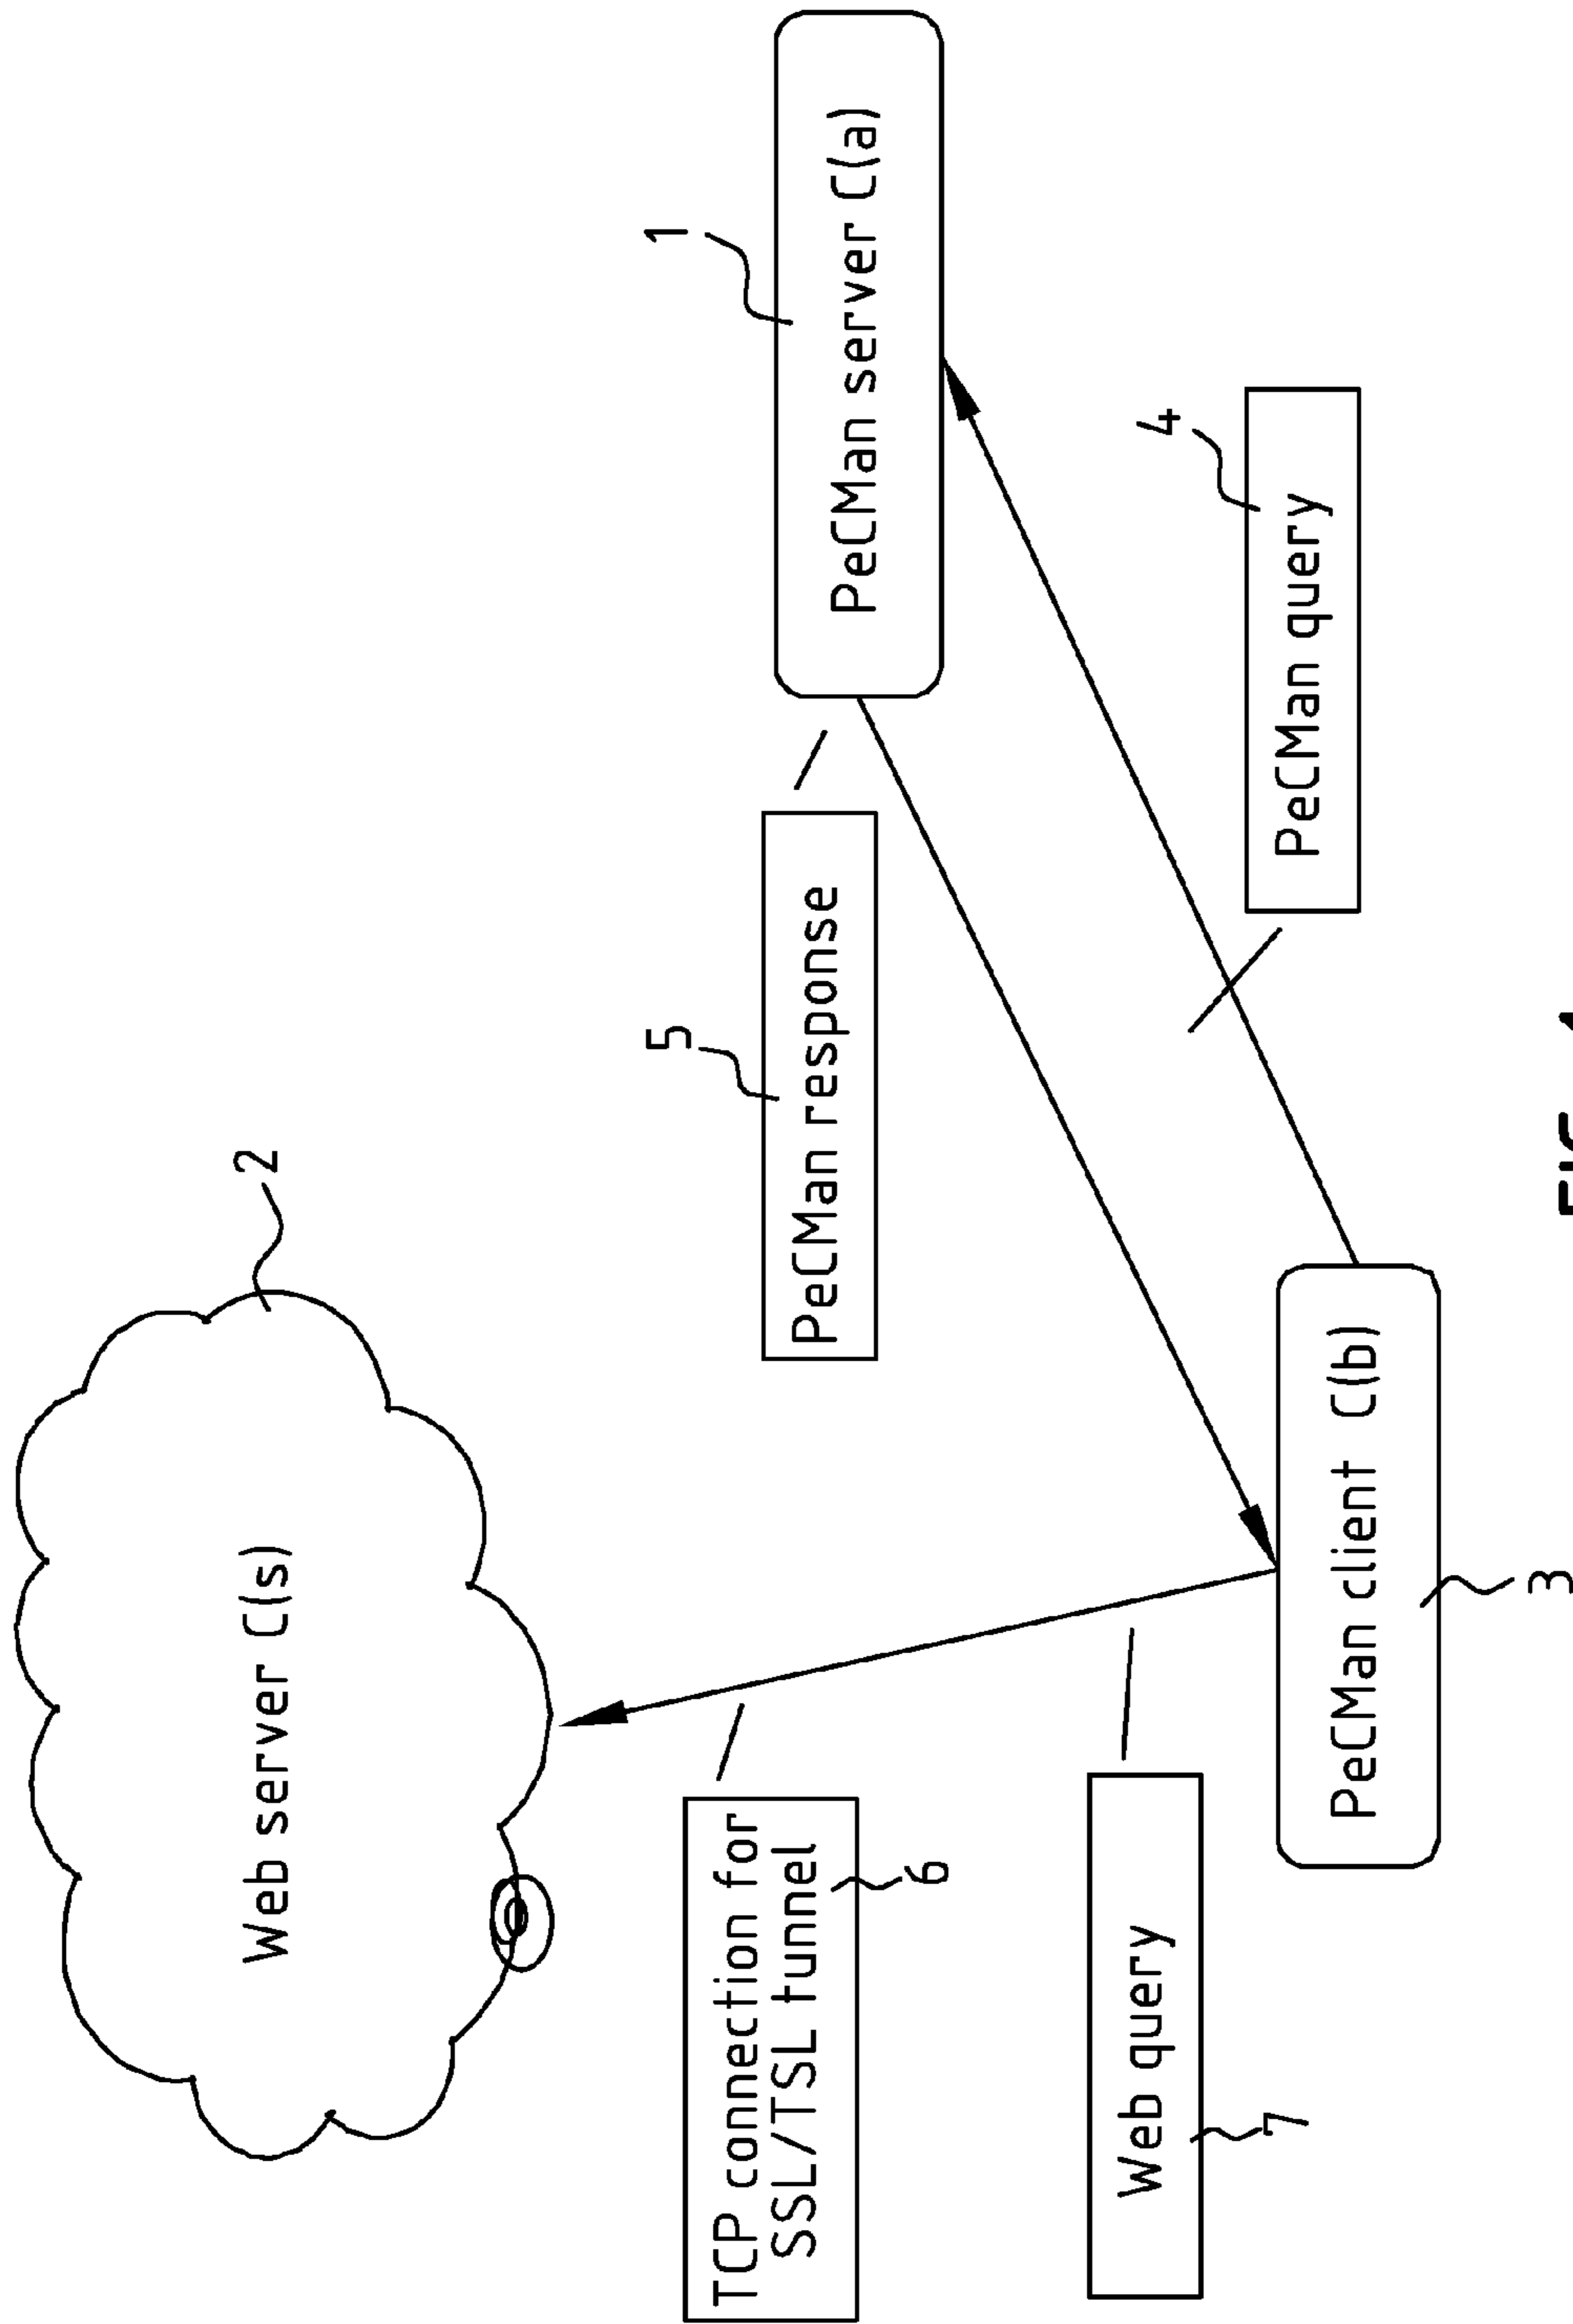 Web server C(s)
2
TCP connection for
SSL/TSL tunnel
6
PeCMan response
5
PeCMan server C(a)
1
Web query
7
PeCMan query
4
PeCMan client C(b)
3